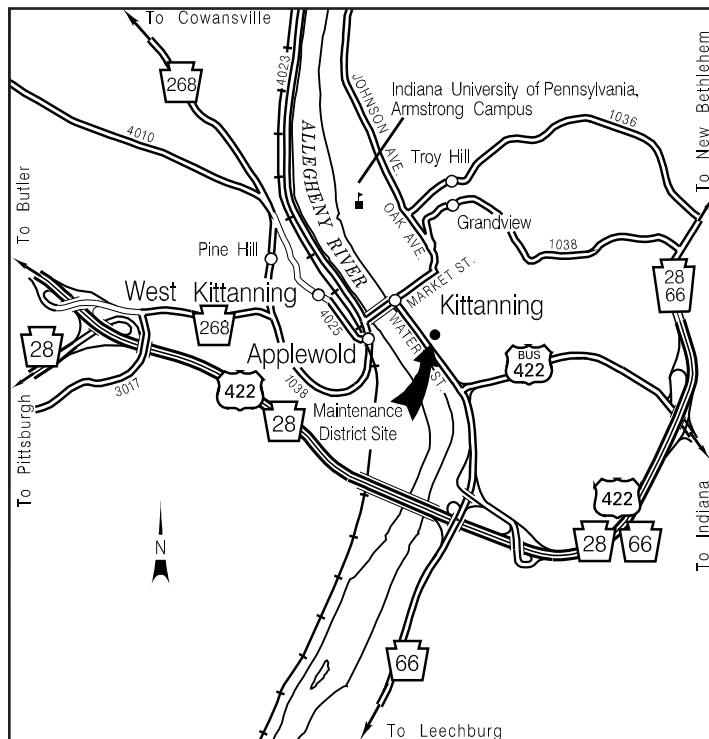 To Cowansville
268
4023
4010
JOHNSON AVE.
Indiana University of Pennsylvania,
Armstrong Campus
1036
To New Bethlehem
Troy Hill
ALLEGHENY RIVER
OAK AVE.
Grandview
1038
To Butler
Pine Hill
MARKET ST.
28
66
West Kittanning
Kittanning
268
4025
WATER ST.
28
Applewold
BUS
422
3017
422
1038
Maintenance
District Site
28
To Pittsburgh
422
28
66
To Indiana
N
66
To Leechburg